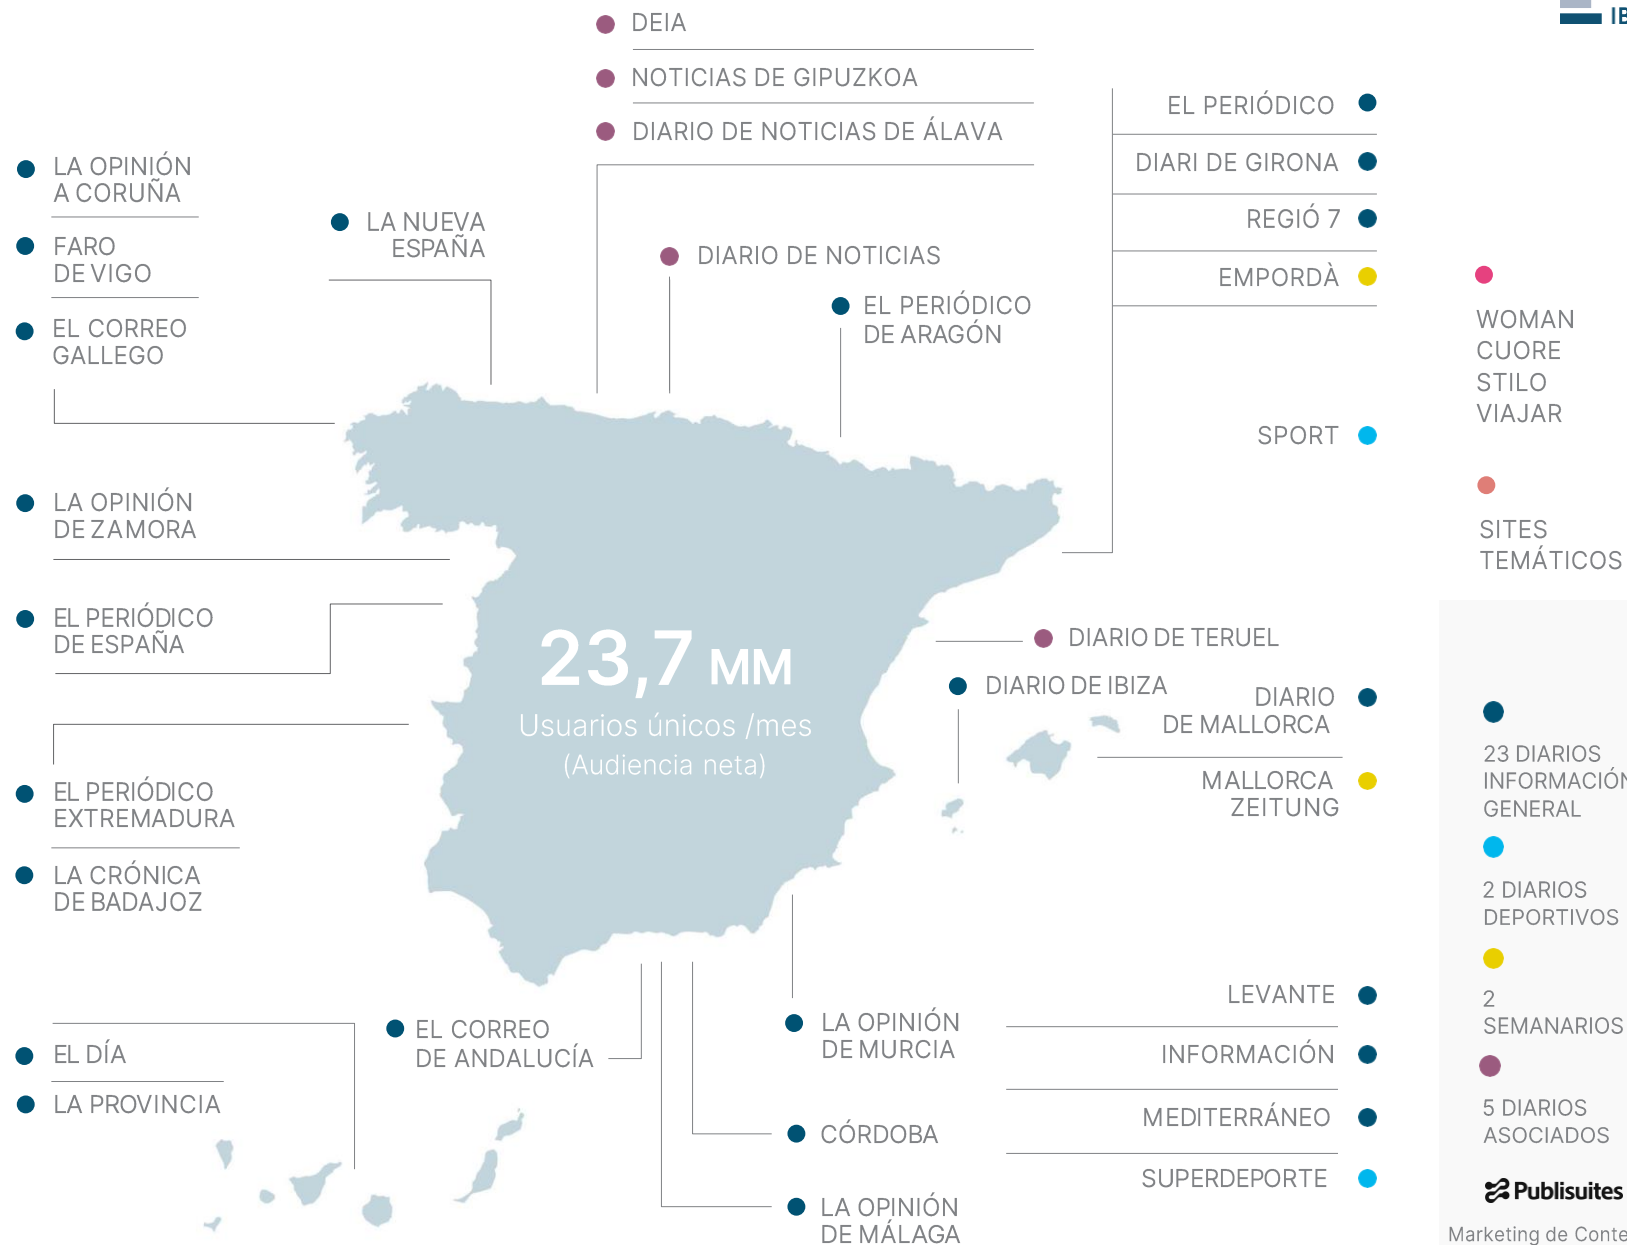 IB
DEIA
NOTICIAS DE GIPUZKOA
DIARIO DE NOTICIAS DE ÁLAVA
LA OPINIÓN
A CORUÑA
FARO
DE VIGO
EL CORREO
GALLEGO
LA NUEVA
ESPAÑA
DIARIO DE NOTICIAS
EL PERIÓDICO
DE ARAGÓN
EL PERIÓDICO
DIARI DE GIRONA
REGIÓ 7
EMPORDÀ
SPORT
WOMAN
CUORE
STILO
VIAJAR
SITES
TEMÁTICOS
LA OPINIÓN
DE ZAMORA
EL PERIÓDICO
DE ESPAÑA
EL PERIÓDICO
EXTREMADURA
LA CRÓNICA
DE BADAJOZ
23,7 MM
Usuarios únicos /mes
(Audiencia neta)
DIARIO DE TERUEL
DIARIO DE IBIZA
DIARIO
DE MALLORCA
MALLORCA
ZEITUNG
EL DÍA
LA PROVINCIA
EL CORREO
DE ANDALUCÍA
LA OPINIÓN
DE MURCIA
CÓRDOBA
LA OPINIÓN
DE MÁLAGA
LEVANTE
INFORMACIÓN
MEDITERRÁNEO
SUPERDEPORTE
23 DIARIOS
INFORMACIÓN
GENERAL
2 DIARIOS
DEPORTIVOS
2
SEMANARIOS
5 DIARIOS
ASOCIADOS
Publisuites
Marketing de Conte